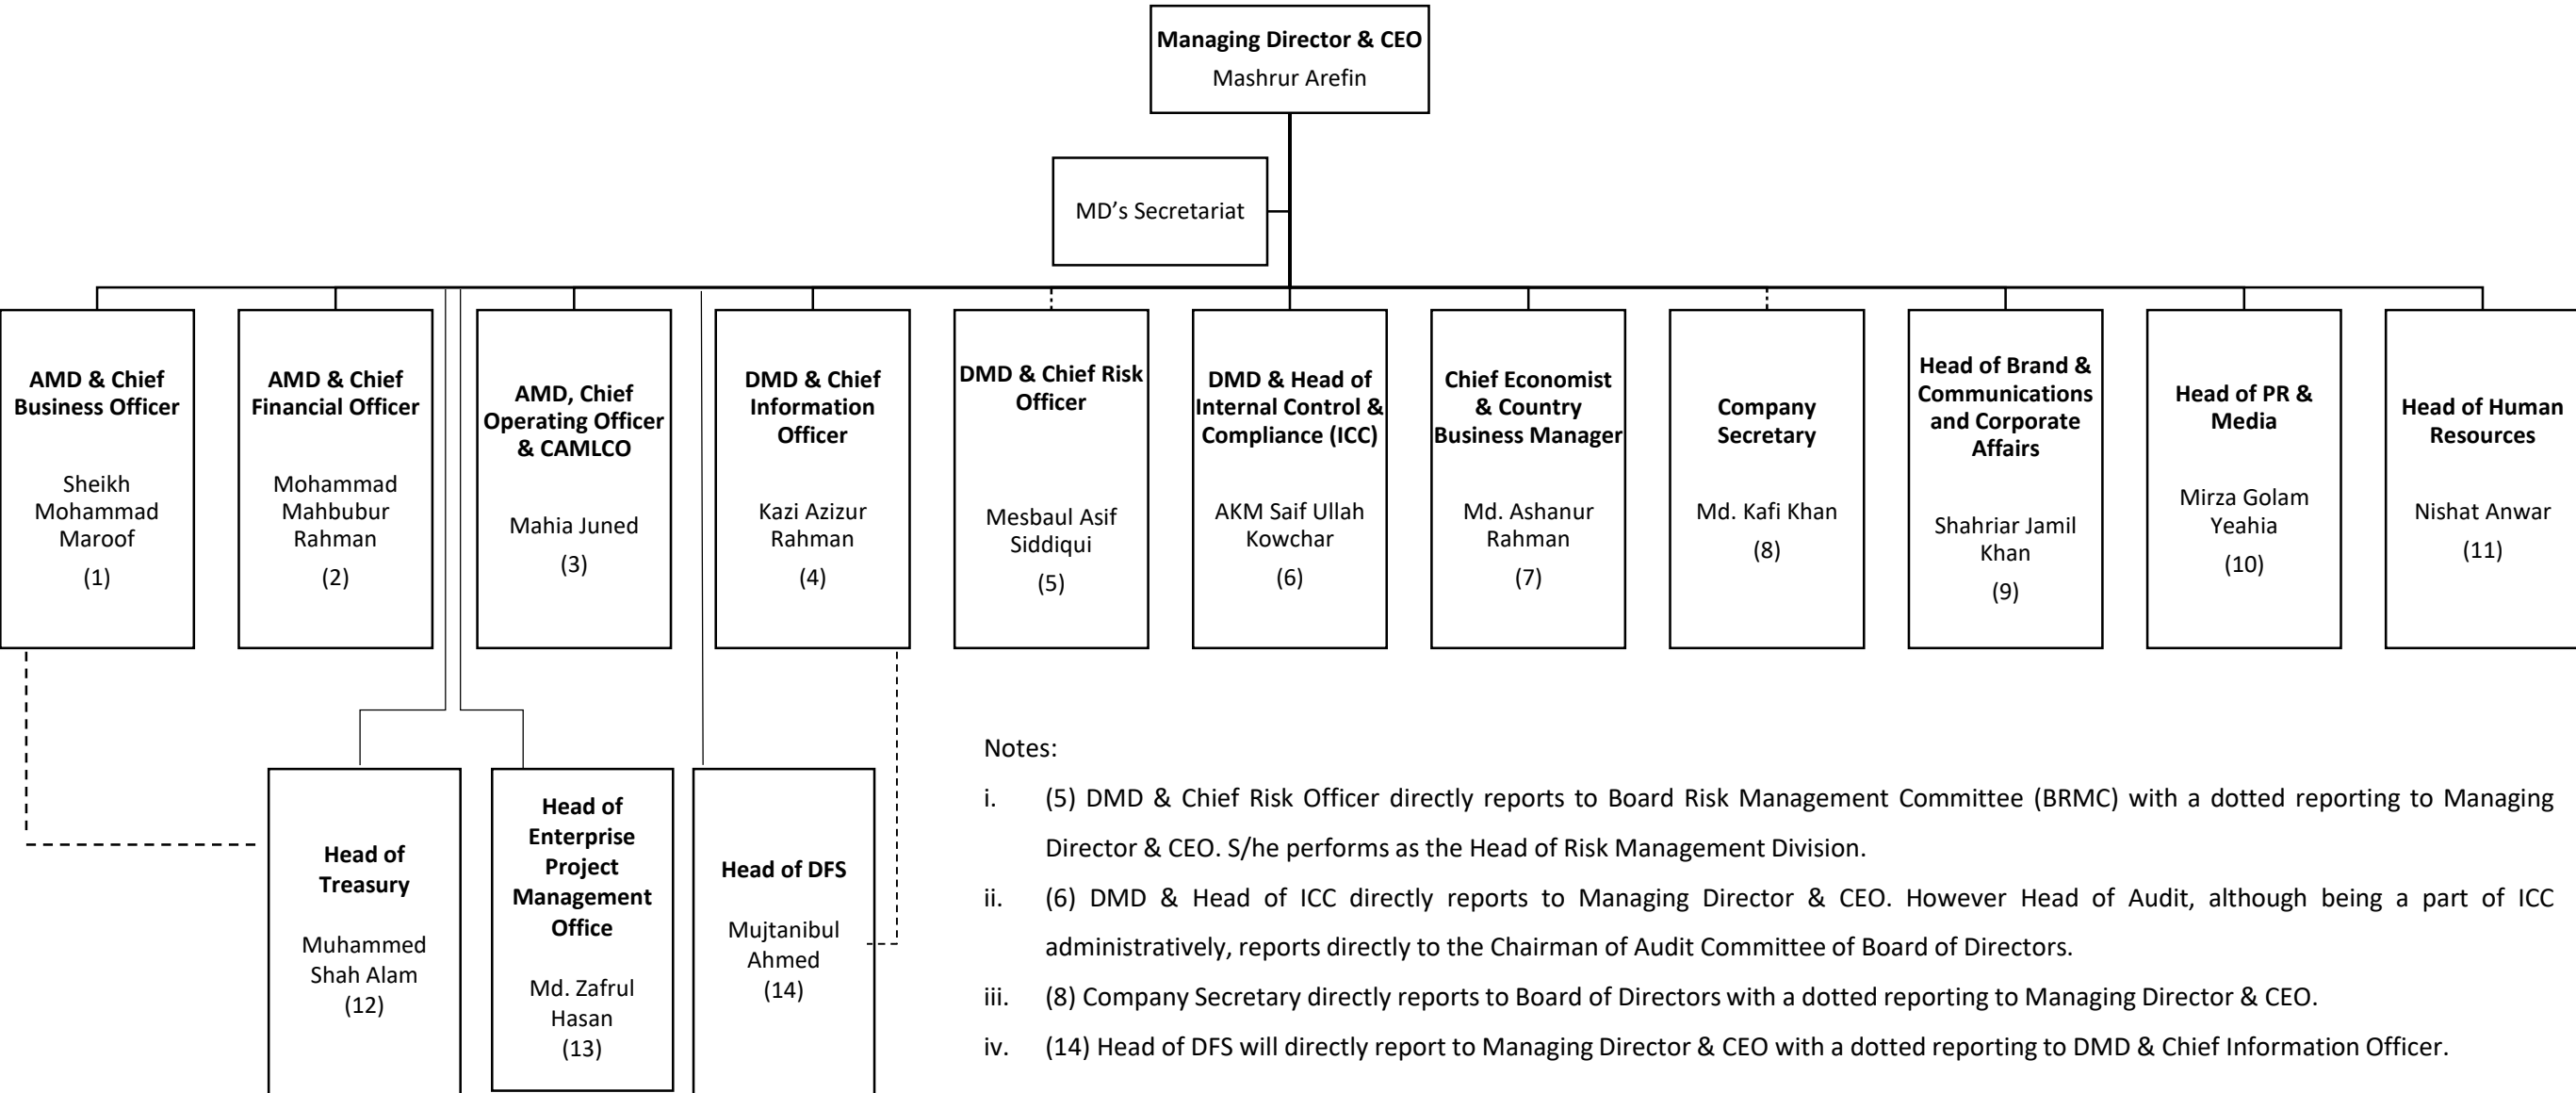 Managing Director & CEO
Mashrur Arefin
MD’s Secretariat
AMD & Chief
Business Officer
Sheikh
Mohammad
Maroof
(1)
AMD & Chief
Financial Officer
Mohammad
Mahbubur
Rahman
(2)
AMD, Chief
Operating Officer
& CAMLCO
Mahia Juned
(3)
DMD & Chief
Information
Officer
Kazi Azizur
Rahman
(4)
DMD & Chief Risk
Officer
Mesbaul Asif
Siddiqui
(5)
DMD & Head of
Internal Control &
Compliance (ICC)
AKM Saif Ullah
Kowchar
(6)
Chief Economist
& Country
Business Manager
Md. Ashanur
Rahman
(7)
Company
Secretary
Md. Kafi Khan
(8)
Head of Brand &
Communications
and Corporate
Affairs
Shahriar Jamil
Khan
(9)
Head of PR &
Media
Mirza Golam
Yeahia
(10)
Head of Human
Resources
Nishat Anwar
(11)
Head of
Treasury
Muhammed
Shah Alam
(12)
Head of
Enterprise
Project
Management
Office
Md. Zafrul
Hasan
(13)
Head of DFS
Mujtanibul
Ahmed
(14)
Notes:
i. (5) DMD & Chief Risk Officer directly reports to Board Risk Management Committee (BRMC) with a dotted reporting to Managing
Director & CEO. S/he performs as the Head of Risk Management Division.
ii. (6) DMD & Head of ICC directly reports to Managing Director & CEO. However Head of Audit, although being a part of ICC
administratively, reports directly to the Chairman of Audit Committee of Board of Directors.
iii. (8) Company Secretary directly reports to Board of Directors with a dotted reporting to Managing Director & CEO.
iv. (14) Head of DFS will directly report to Managing Director & CEO with a dotted reporting to DMD & Chief Information Officer.